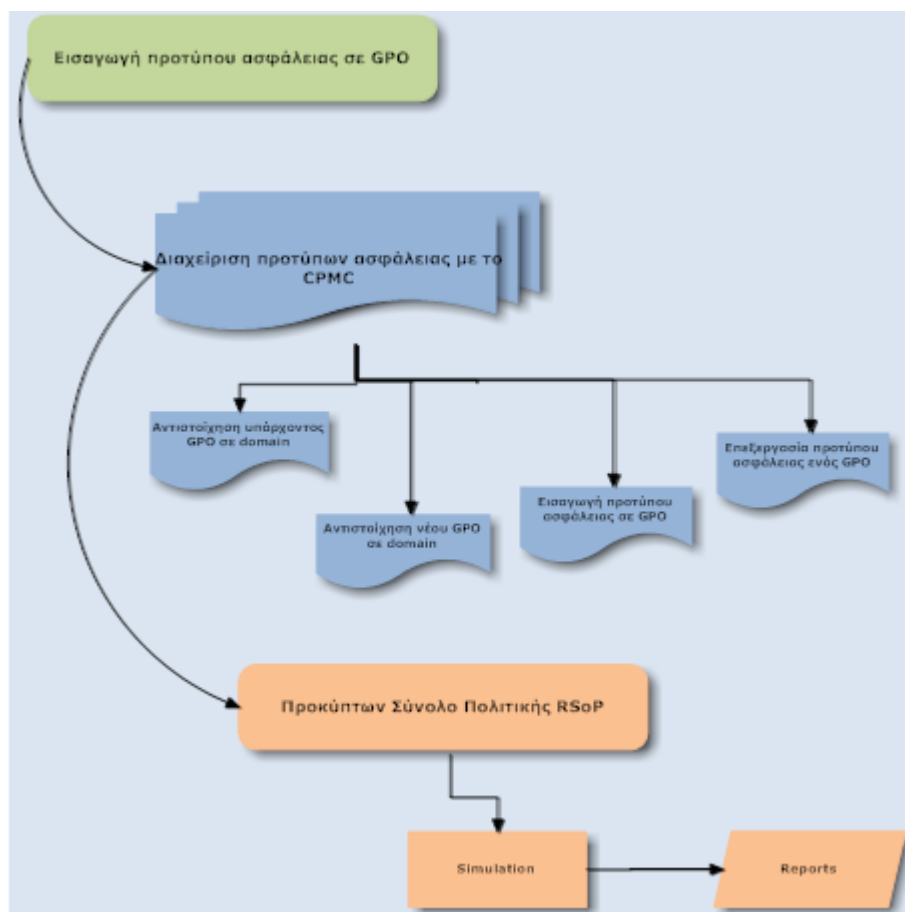 Εισαγωγή προτύπου ασφάλειας σε GPO
Διαχείριση προτύπων ασφάλειας με το
CPMC
Αντιστοίχηση υπάρχοντος
GPO σε domain
Αντιστοίχηση νέου GPO
σε domain
Εισαγωγή προτύπου
ασφάλειας σε GPO
Επεξεργασία προτύπου
ασφάλειας ενός GPO
Προκύπτων Σύνολο Πολιτικής RSoP
Simulation
Reports